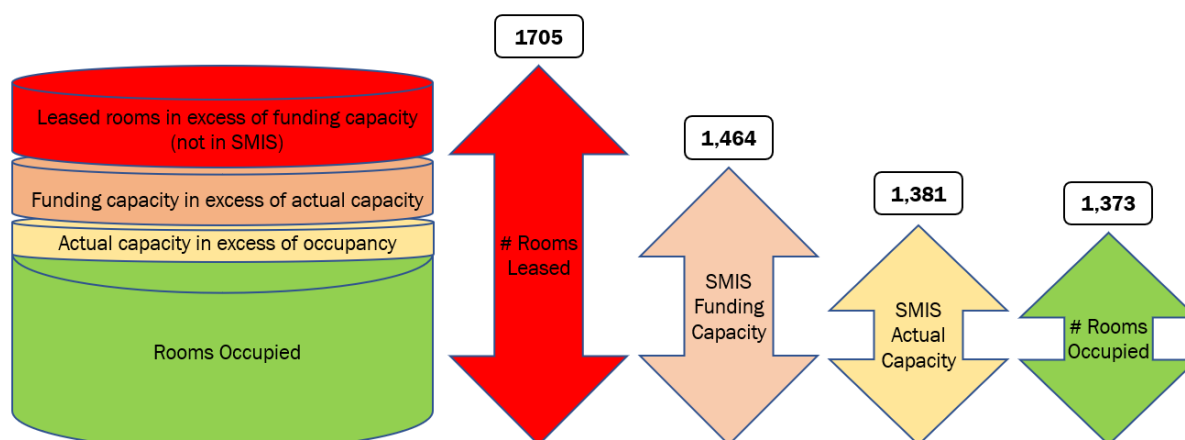 1705
Leased rooms in excess of funding capacity
(not in SMIS)
1,464
Funding capacity in excess of actual capacity
1,381
1,373
Actual capacity in excess of occupancy
# Rooms
Leased
SMIS
Funding
Capacity
SMIS
Actual
Capacity
# Rooms
Occupied
Rooms Occupied